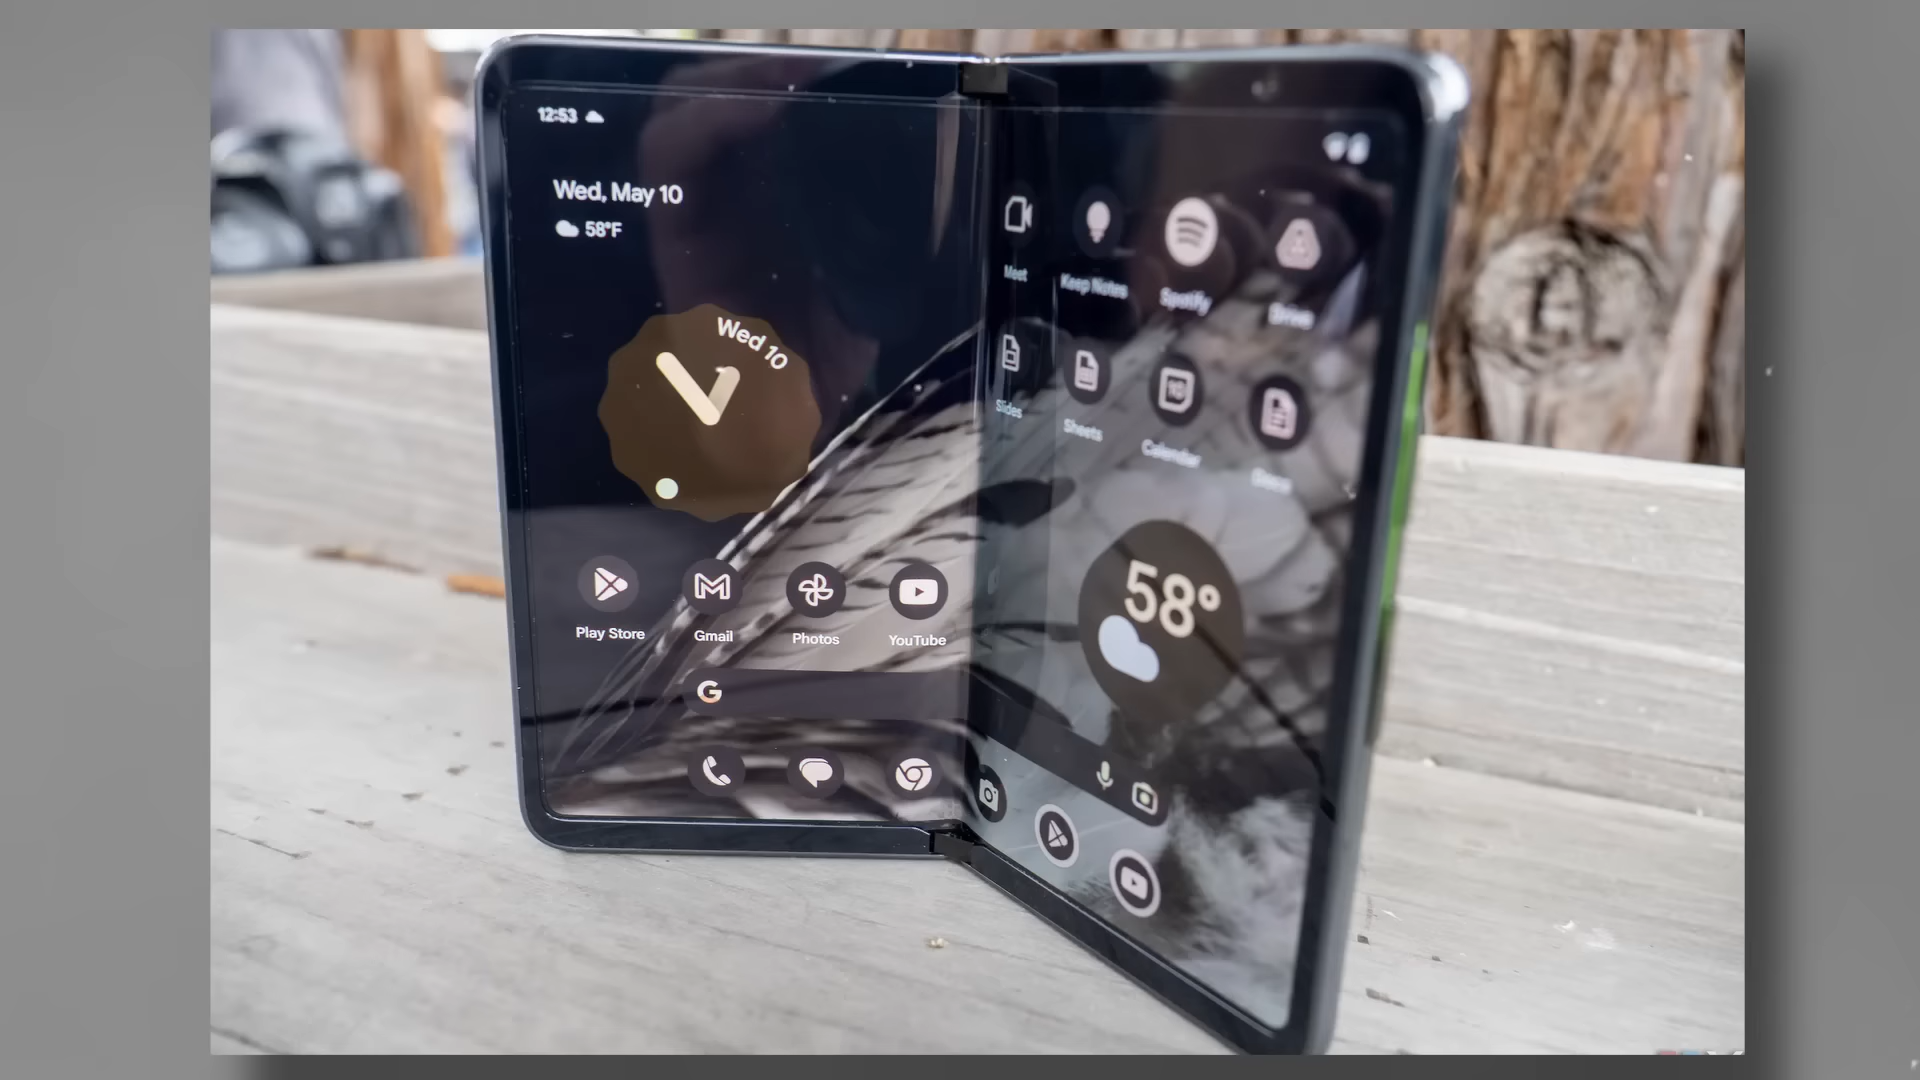 12:53
Wed, May 10
58°F
Wed 10
Play Store
Gmail
Photos
YouTube
G
Meet
Keep Notes
Spotify
Drive
Slides
Sheets
Calendar
Docs
10
58°